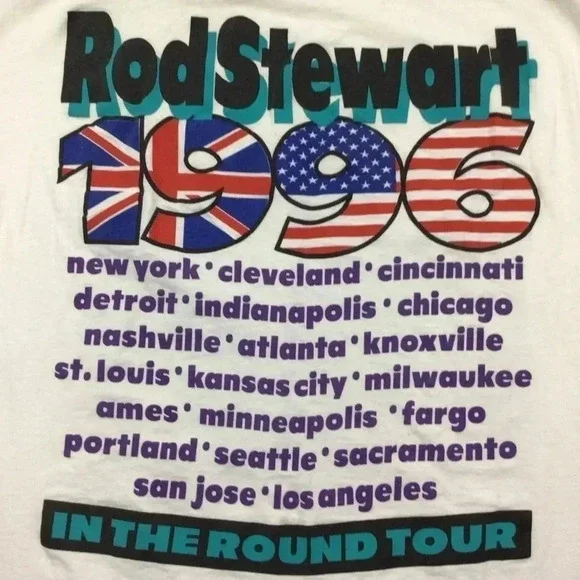 Rod Stewart
1996
new york • cleveland • cincinnati
detroit • indianapolis • chicago
nashville • atlanta • knoxville
st. louis • kansas city • milwaukee
ames • minneapolis • fargo
portland • seattle • sacramento
san jose • los angeles
IN THE ROUND TOUR